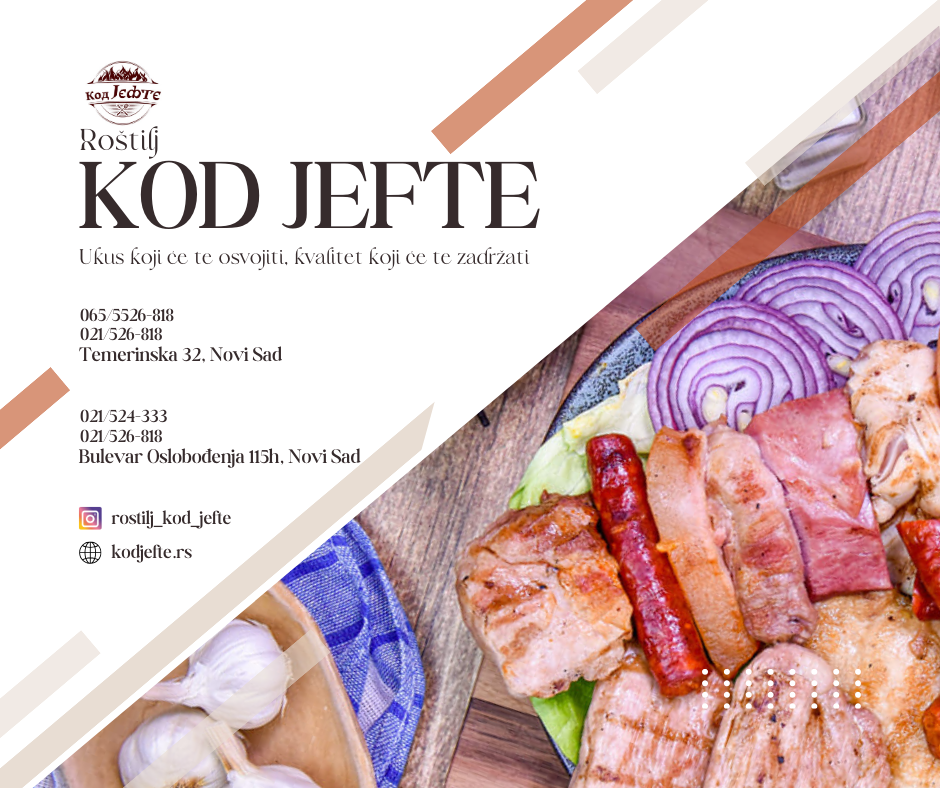 Код Јефте
Roštilj
KOD JEFTE
Ukus koji će te osvojiti, kvalitet koji će te zadržati
065/5526-818
021/526-818
Temerinska 32, Novi Sad
021/524-333
021/526-818
Bulevar Oslobođenja 115h, Novi Sad
rostilj_kod_jefte
kodjefte.rs